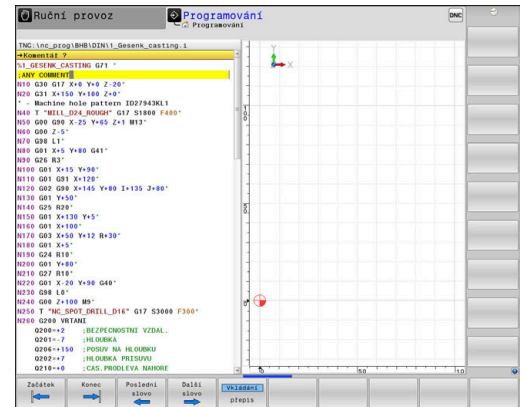 Ruční provoz
Programování
Programování
DNC
TNC:\nc_prog\BHB\DIN\1_Gesenk_casting.i
→Komentář ?
%1_GESENK_CASTING G71 *
;ANY COMMENT
N10 G30 G17 X+0 Y+0 Z-20*
N20 G31 X+150 Y+100 Z+0*
* - Machine hole pattern ID27943KL1
N40 T "MILL_D24_ROUGH" G17 S1800 F400*
N50 G00 G90 X-25 Y+65 Z+1 M13*
N60 G00 Z-5*
N70 G98 L1*
N80 G01 X+5 Y+80 G41*
N90 G26 R3*
N100 G01 X+15 Y+90*
N110 G01 G91 X+120*
N120 G02 G90 X+145 Y+80 I+135 J+80*
N130 G01 Y+50*
N140 G25 R20*
N150 G01 X+130 Y+5*
N160 G01 X+100*
N170 G03 X+50 Y+12 R+30*
N180 G01 X+5*
N190 G24 R10*
N200 G01 Y+80*
N210 G27 R10*
N220 G01 X-20 Y+90 G40*
N230 G98 L0*
N240 G00 Z+100 M9*
N250 T "NC_SPOT_DRILL_D16" G17 S3000 F300*
N260 G200 VRTANI
Q200=+2 ;BEZPECNOSTNI VZDAL.
Q201=-7 ;HLOUBKA
Q206=+150 ;POSUV NA HLOUBKU
Q202=+7 ;HLOUBKA PRISUVU
Q210=+0 ;CAS.PRODLEVA NAHORE
Y
X
100
50
0
0
50
100
Začátek
Konec
Poslední slovo
Další slovo
Vkládání
přepis